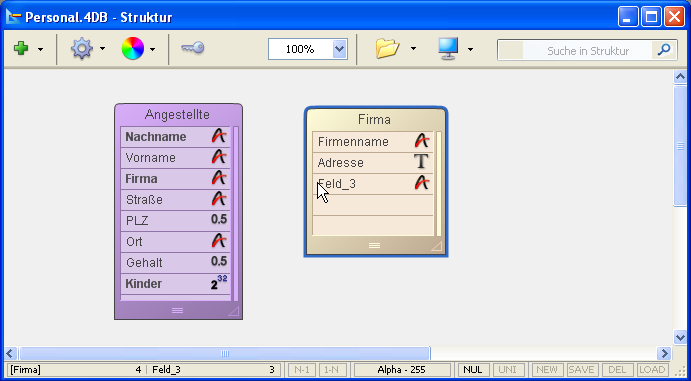 Personal.4DB - Struktur
100%
Suche in Struktur
Angestellte
Nachname
Vorname
Firma
Straße
PLZ 0.5
Ort
Gehalt 0.5
Kinder 2 32
Firma
Firmenname
Adresse T
Feld_3
[Firma] 4 Feld_3 3 N-1 1-N Alpha - 255 NUL UNI NEW SAVE DEL LOAD